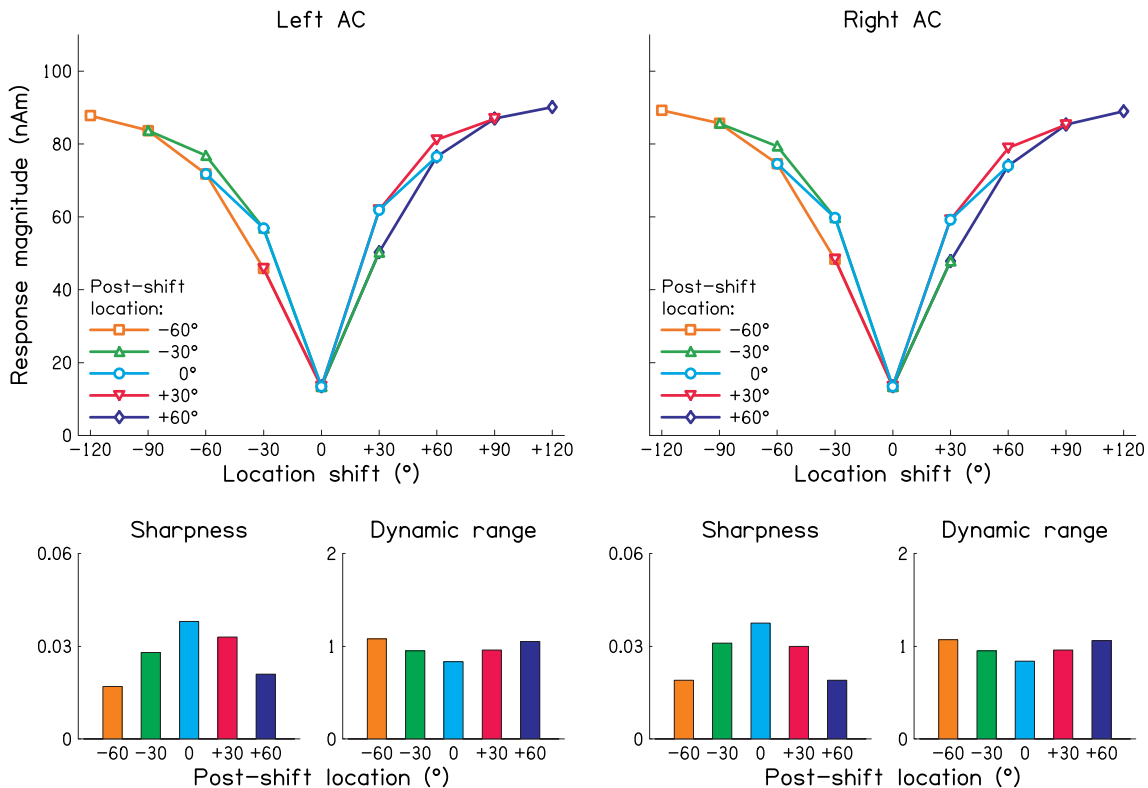 Left AC
Response magnitude (nAm)
100
80
60
40
20
0
Post-shift
location:
−60°
−30°
0°
+30°
+60°
−120 −90 −60 −30 0 +30 +60 +90 +120
Location shift (°)
Right AC
Post-shift
location:
−60°
−30°
0°
+30°
+60°
−120 −90 −60 −30 0 +30 +60 +90 +120
Location shift (°)
Sharpness
0.06
0.03
0
−60 −30 0 +30 +60
Dynamic range
2
1
0
−60 −30 0 +30 +60
Post-shift location (°)
Sharpness
0.06
0.03
0
−60 −30 0 +30 +60
Dynamic range
2
1
0
−60 −30 0 +30 +60
Post-shift location (°)